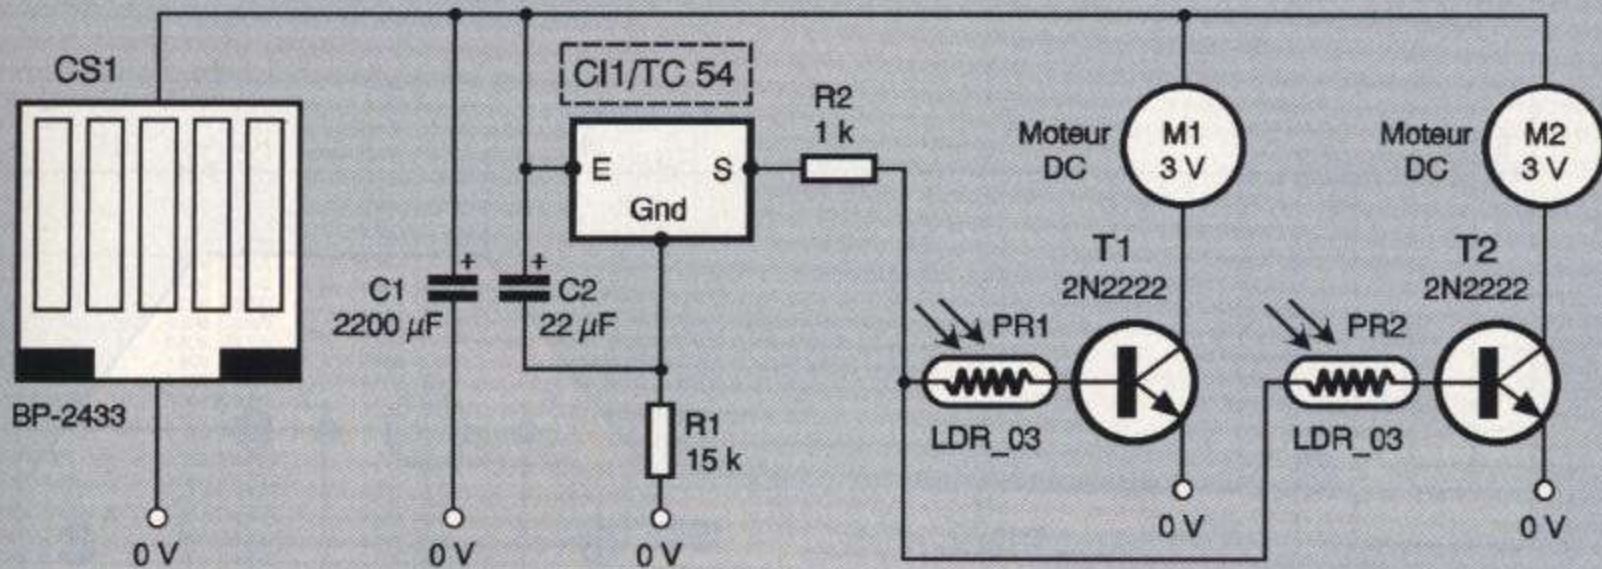 CS1
BP-2433
0 V
C1
2200 µF
+
0 V
+
C2
22 µF
CI1/TC 54
E
S
Gnd
R1
15 k
0 V
R2
1 k
Moteur
DC
M1
3 V
T1
2N2222
PR1
LDR_03
0 V
Moteur
DC
M2
3 V
T2
2N2222
PR2
LDR_03
0 V